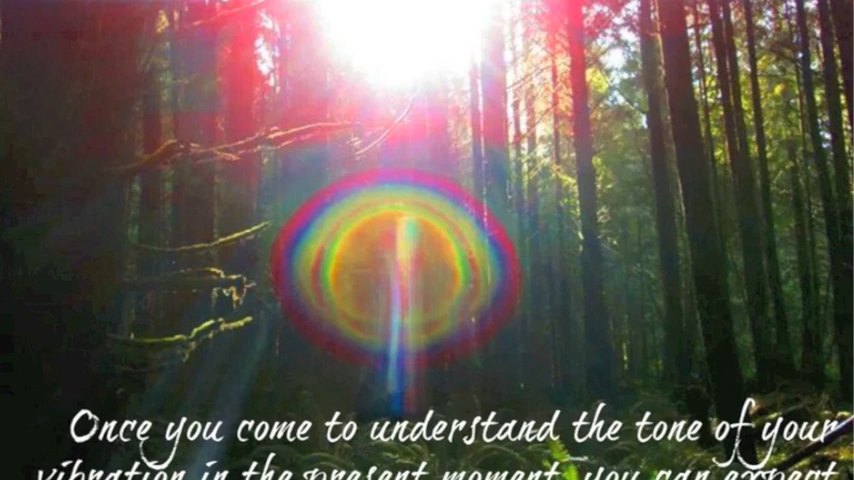 Once you come to understand the tone of your
vibration in the present moment, you can expect